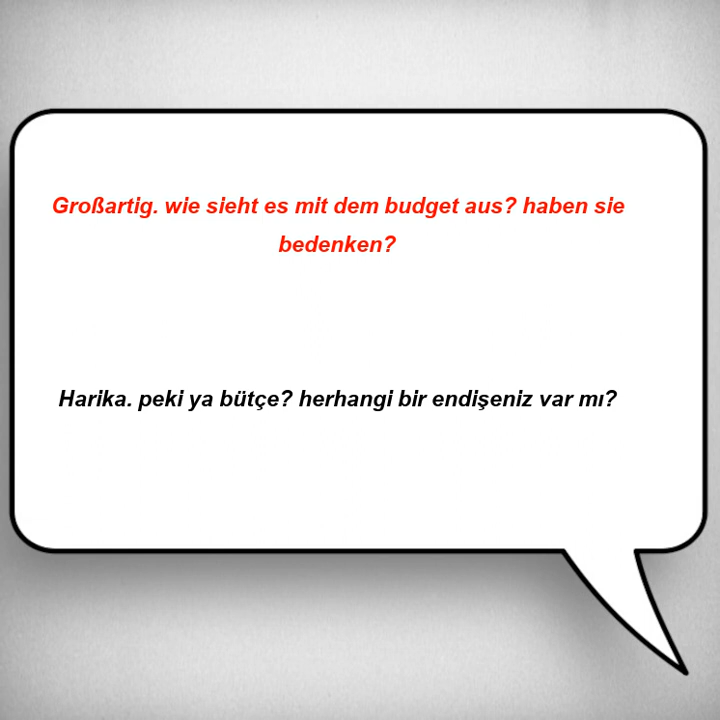 Großartig. wie sieht es mit dem budget aus? haben sie
bedenken?
Harika. peki ya bütçe? herhangi bir endişeniz var mı?